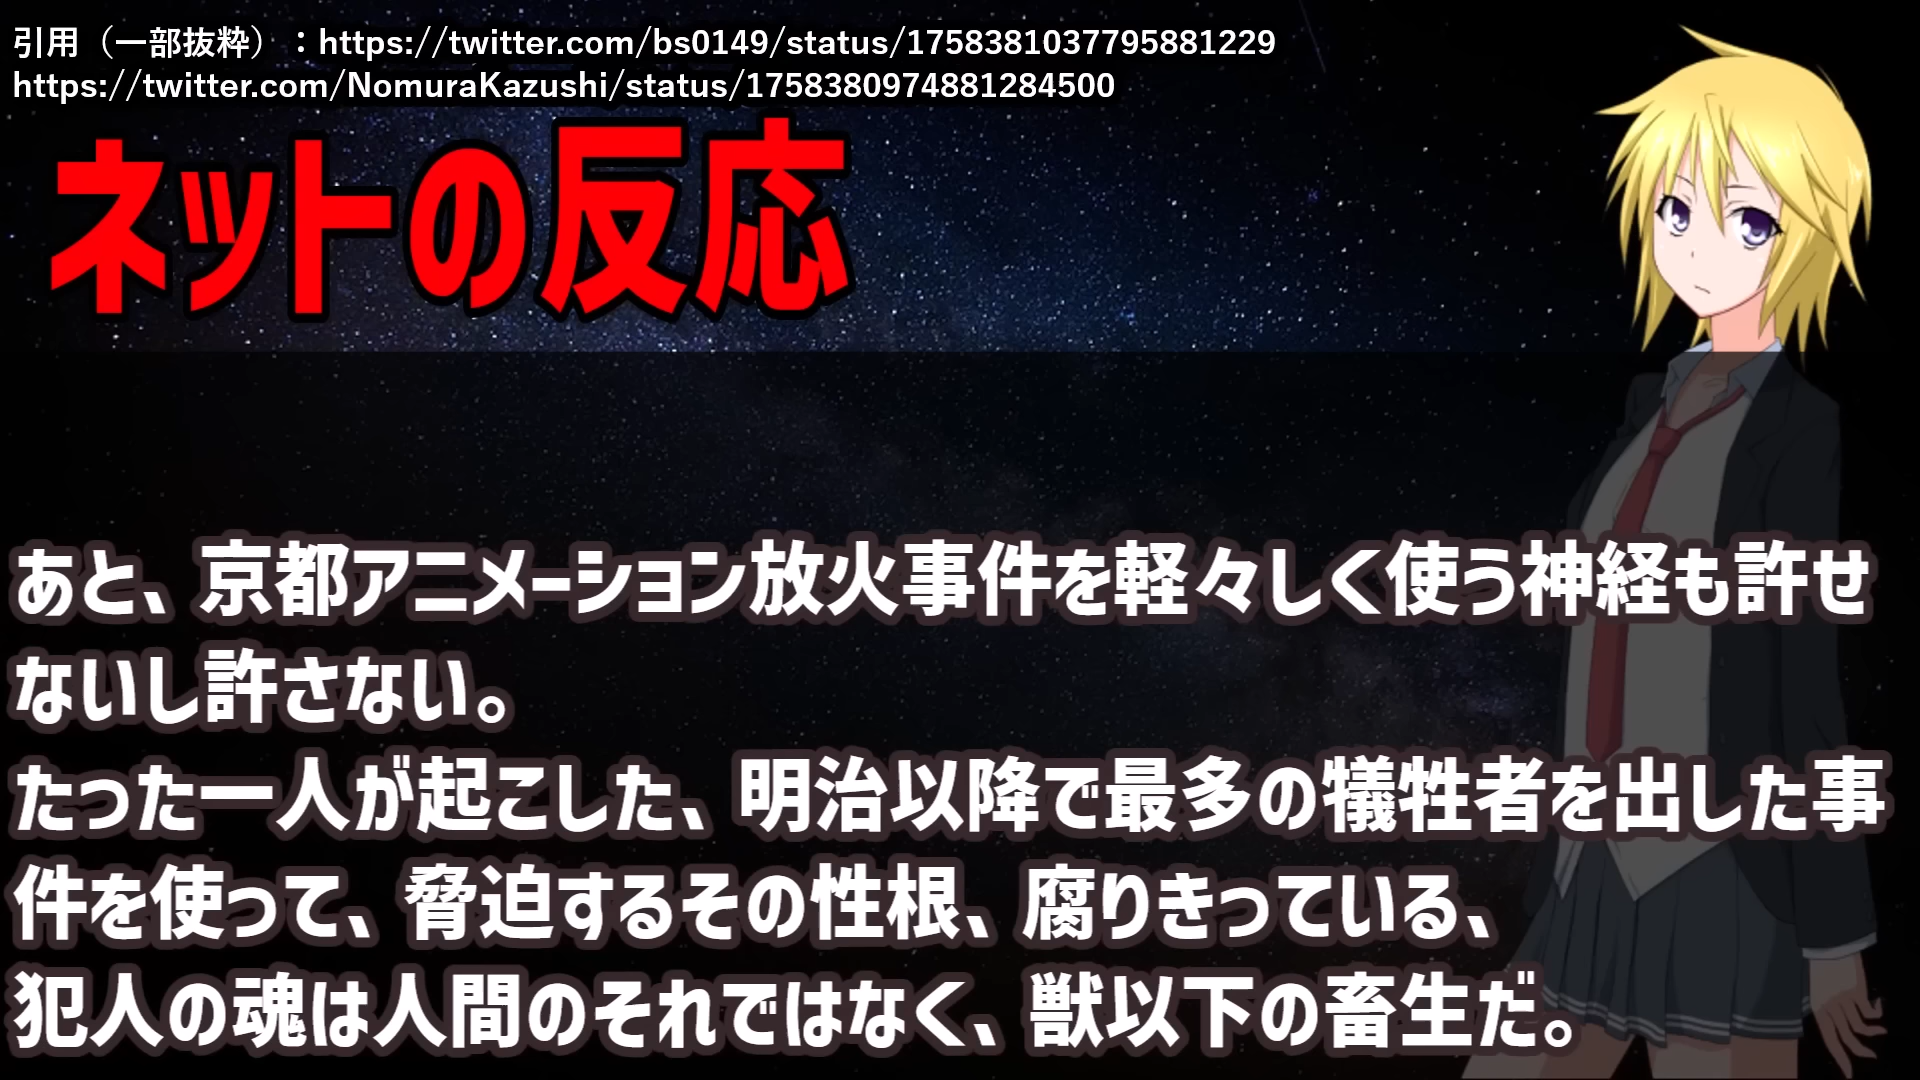 引用（一部抜粋）：https://twitter.com/bs0149/status/1758381037795881229
https://twitter.com/NomuraKazushi/status/1758380974881284500
ネットの反応
あと、京都アニメーション放火事件を軽々しく使う神経も許せ
ないし許さない。
たった一人が起こした、明治以降で最多の犠牲者を出した事
件を使って、脅迫するその性根、腐りきっている、
犯人の魂は人間のそれではなく、獣以下の畜生だ。